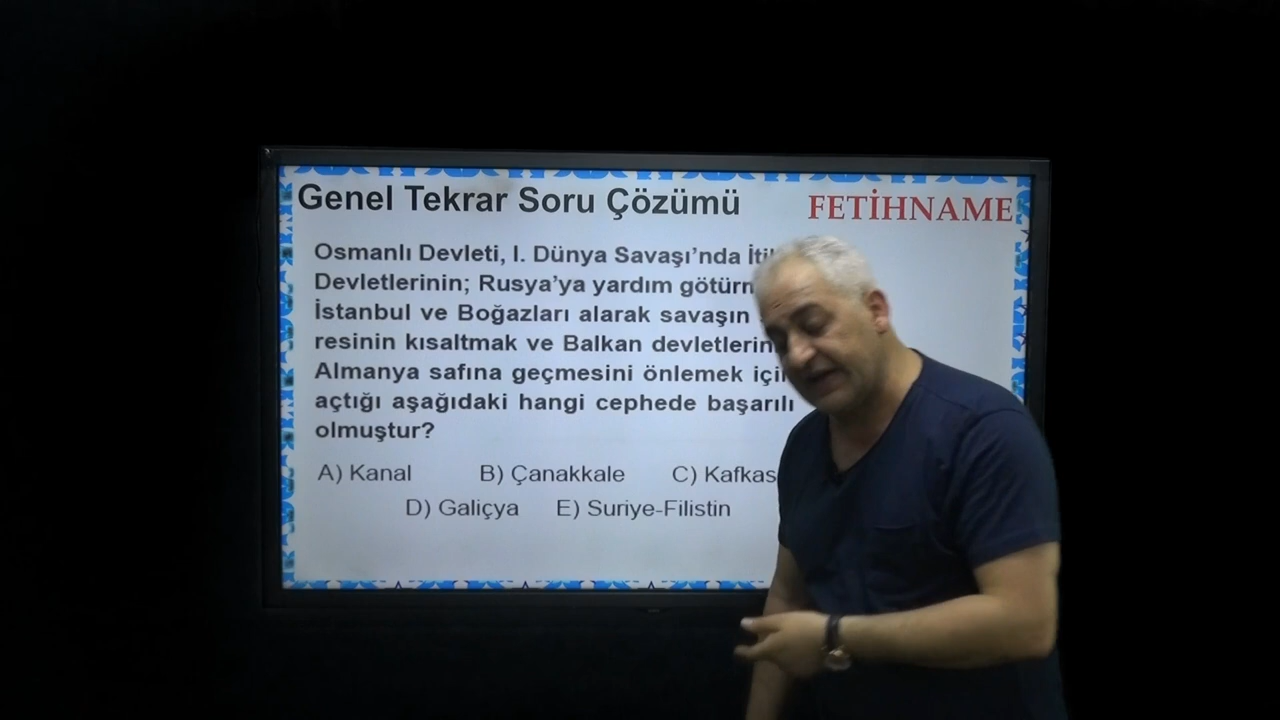 Genel Tekrar Soru Çözümü
FETİHNAME
Osmanlı Devleti, I. Dünya Savaşı’nda
Devletlerinin; Rusya’ya yardım
İstanbul ve Boğazları alarak savaşın
resinin kısaltmak ve Balkan
Almanya safına geçmesini önlemek
açtığı aşağıdaki hangi cephede başarılı
olmuştur?
A) Kanal B) Çanakkale C) Kafkas
D) Galiçya E) Suriye-Filistin